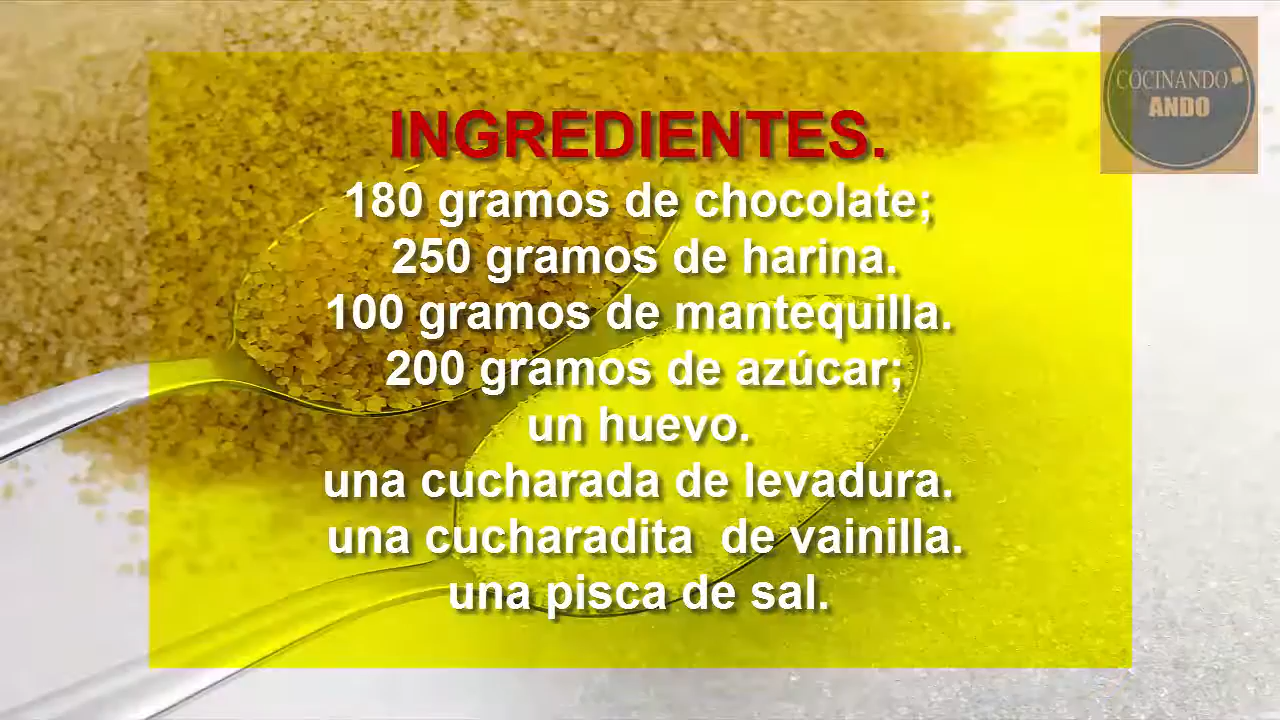 COCINANDO
ANDO
INGREDIENTES.
180 gramos de chocolate;
250 gramos de harina.
100 gramos de mantequilla.
200 gramos de azúcar;
un huevo.
una cucharada de levadura.
una cucharadita  de vainilla.
una pisca de sal.